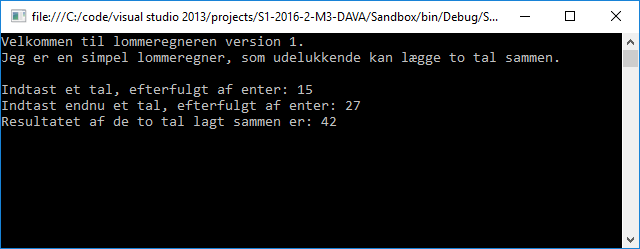 file:///C:/code/visual studio 2013/projects/S1-2016-2-M3-DAVA/Sandbox/bin/Debug/S...
Velkommen til lommeregneren version 1.
Jeg er en simpel lommeregner, som udelukkende kan lægge to tal sammen.
Indtast et tal, efterfulgt af enter: 15
Indtast endnu et tal, efterfulgt af enter: 27
Resultatet af de to tal lagt sammen er: 42